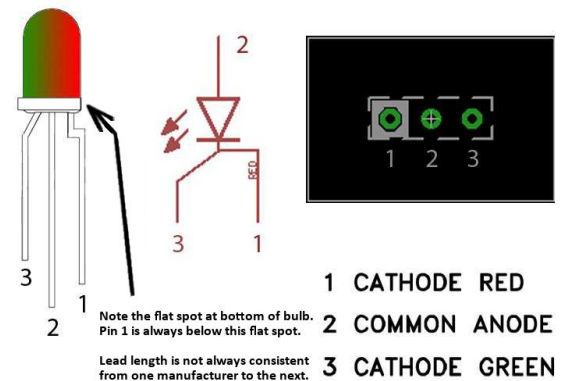 2
RED
3
1
1 2 3
3
2
1
Note the flat spot at bottom of bulb.
Pin 1 is always below this flat spot.
Lead length is not always consistent
from one manufacturer to the next.
1 CATHODE RED
2 COMMON ANODE
3 CATHODE GREEN